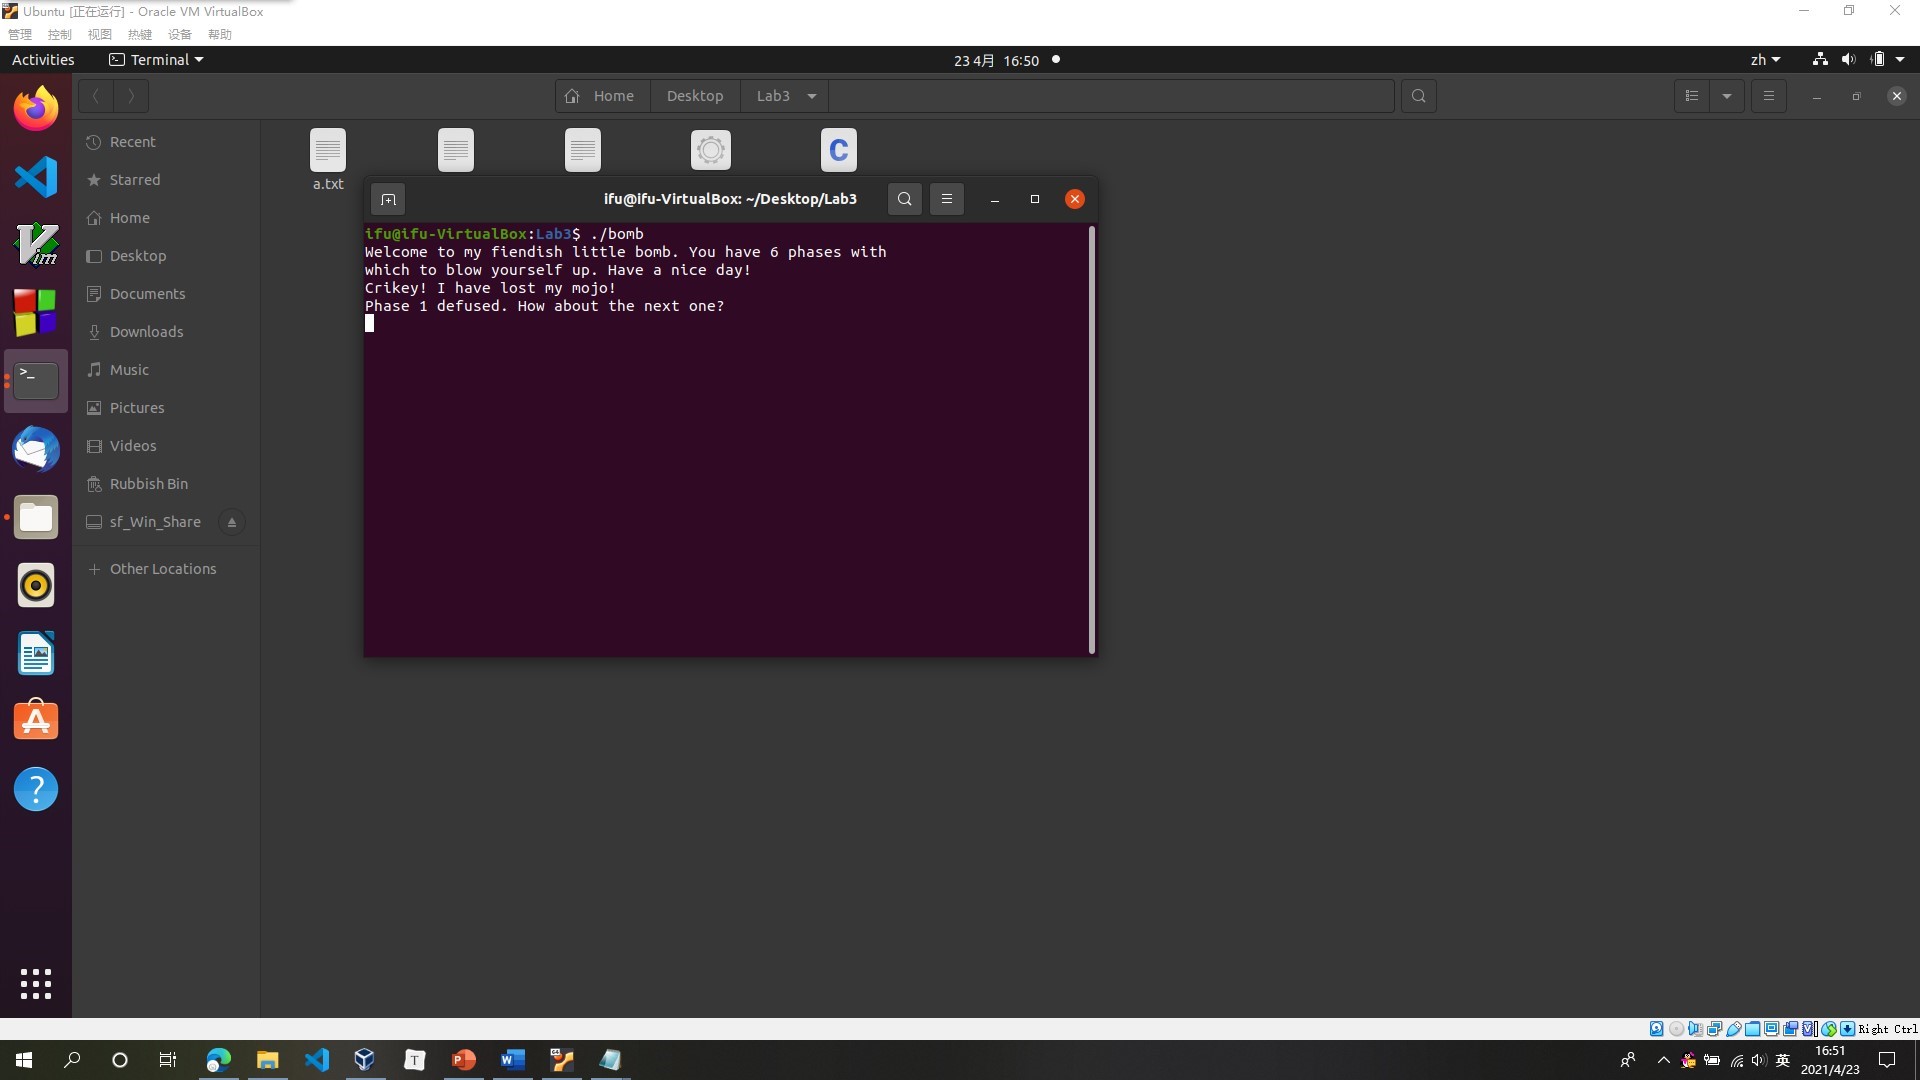 Ubuntu [正在运行] - Oracle VM VirtualBox
管理 控制 视图 热键 设备 帮助
Activities Terminal 23 4月 16:50 zh
Home Desktop Lab3
Recent
Starred
Home
Desktop
Documents
Downloads
Music
Pictures
Videos
Rubbish Bin
sf_Win_Share
Other Locations
a.txt
ifu@ifu-VirtualBox: ~/Desktop/Lab3
ifu@ifu-VirtualBox:Lab3$ ./bomb
Welcome to my fiendish little bomb. You have 6 phases with
which to blow yourself up. Have a nice day!
Crikey! I have lost my mojo!
Phase 1 defused. How about the next one?
Right Ctrl
英
16:51
2021/4/23